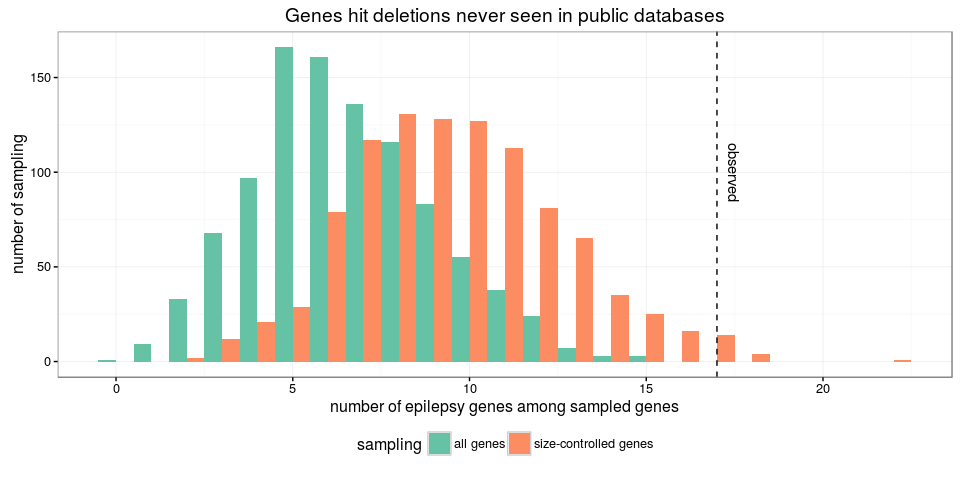 Genes hit deletions never seen in public databases
number of sampling
150
100
50
0
observed
0 5 10 15 20
number of epilepsy genes among sampled genes
sampling all genes size-controlled genes